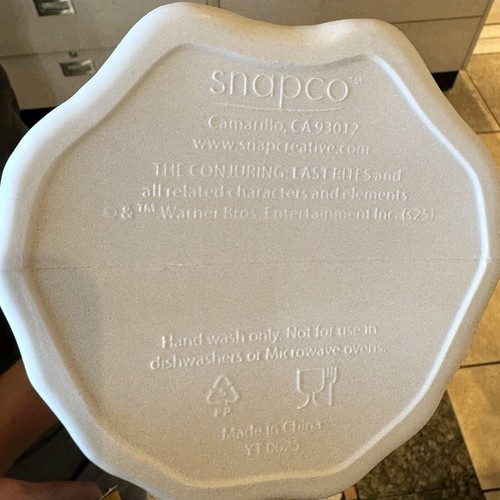 snapco™
Camarillo, CA 93012
www.snapcreative.com
THE CONJURING: LAST RITES and
all related characters and elements
© & ™ Warner Bros. Entertainment Inc. (s25)
Hand wash only. Not for use in
dishwashers or Microwave ovens.
PP
Made in China
YT 0625